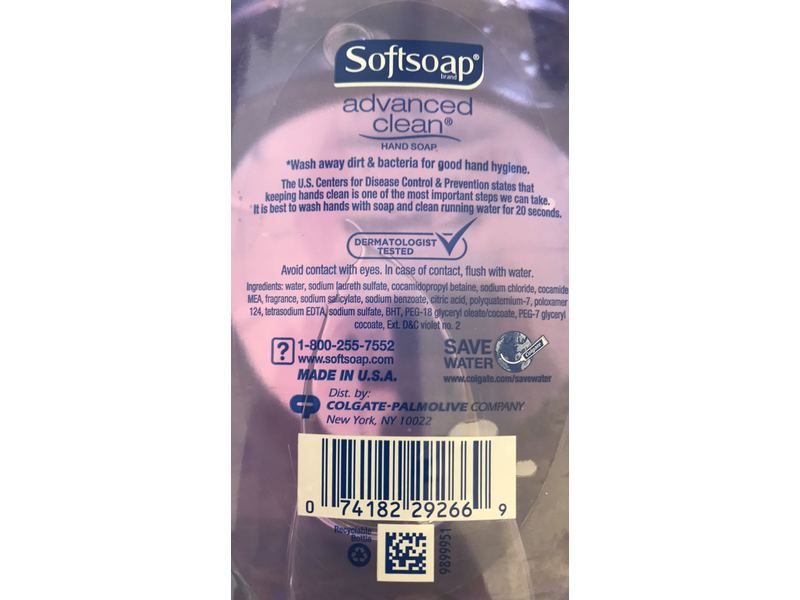 Softsoap®
brand
advanced
clean®
HAND SOAP
*Wash away dirt & bacteria for good hand hygiene.
The U.S. Centers for Disease Control & Prevention states that
keeping hands clean is one of the most important steps we can take.
*It is best to wash hands with soap and clean running water for 20 seconds.
DERMATOLOGIST
TESTED
Avoid contact with eyes. In case of contact, flush with water.
Ingredients: water, sodium laureth sulfate, cocamidopropyl betaine, sodium chloride, cocamide
MEA, fragrance, sodium salicylate, sodium benzoate, citric acid, polyquaternium-7, poloxamer
124, tetrasodium EDTA, sodium sulfate, BHT, PEG-18 glyceryl oleate/cocoate, PEG-7 glyceryl
cocoate, Ext. D&C violet no. 2
? 1-800-255-7552
www.softsoap.com
MADE IN U.S.A.
SAVE
WATER
Colgate
www.colgate.com/savewater
Dist. by:
CP COLGATE-PALMOLIVE COMPANY
New York, NY 10022
0 74182 29266 9
Recyclable
Bottle
9899951